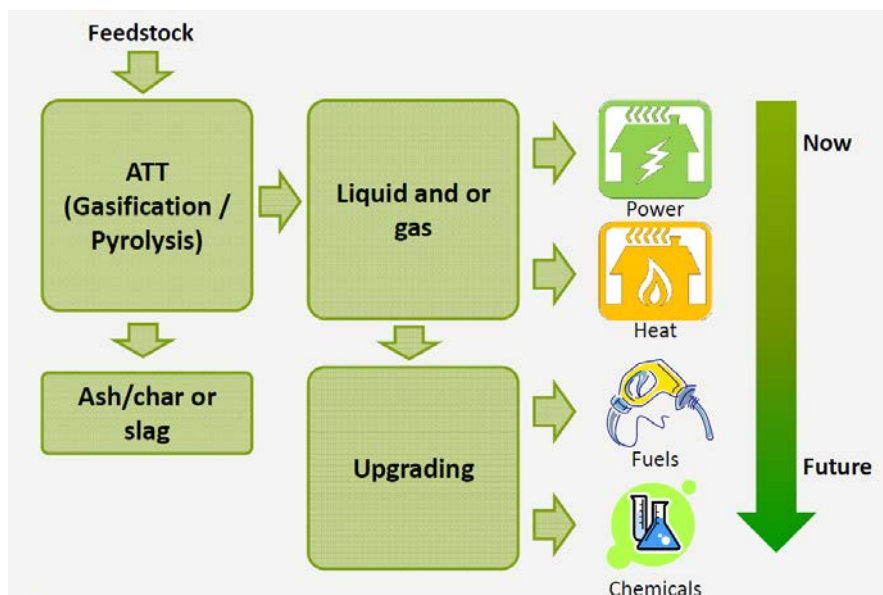 Feedstock
ATT
(Gasification /
Pyrolysis)
Liquid and or
gas
Power
Now
Heat
Ash/char or
slag
Upgrading
Fuels
Future
Chemicals